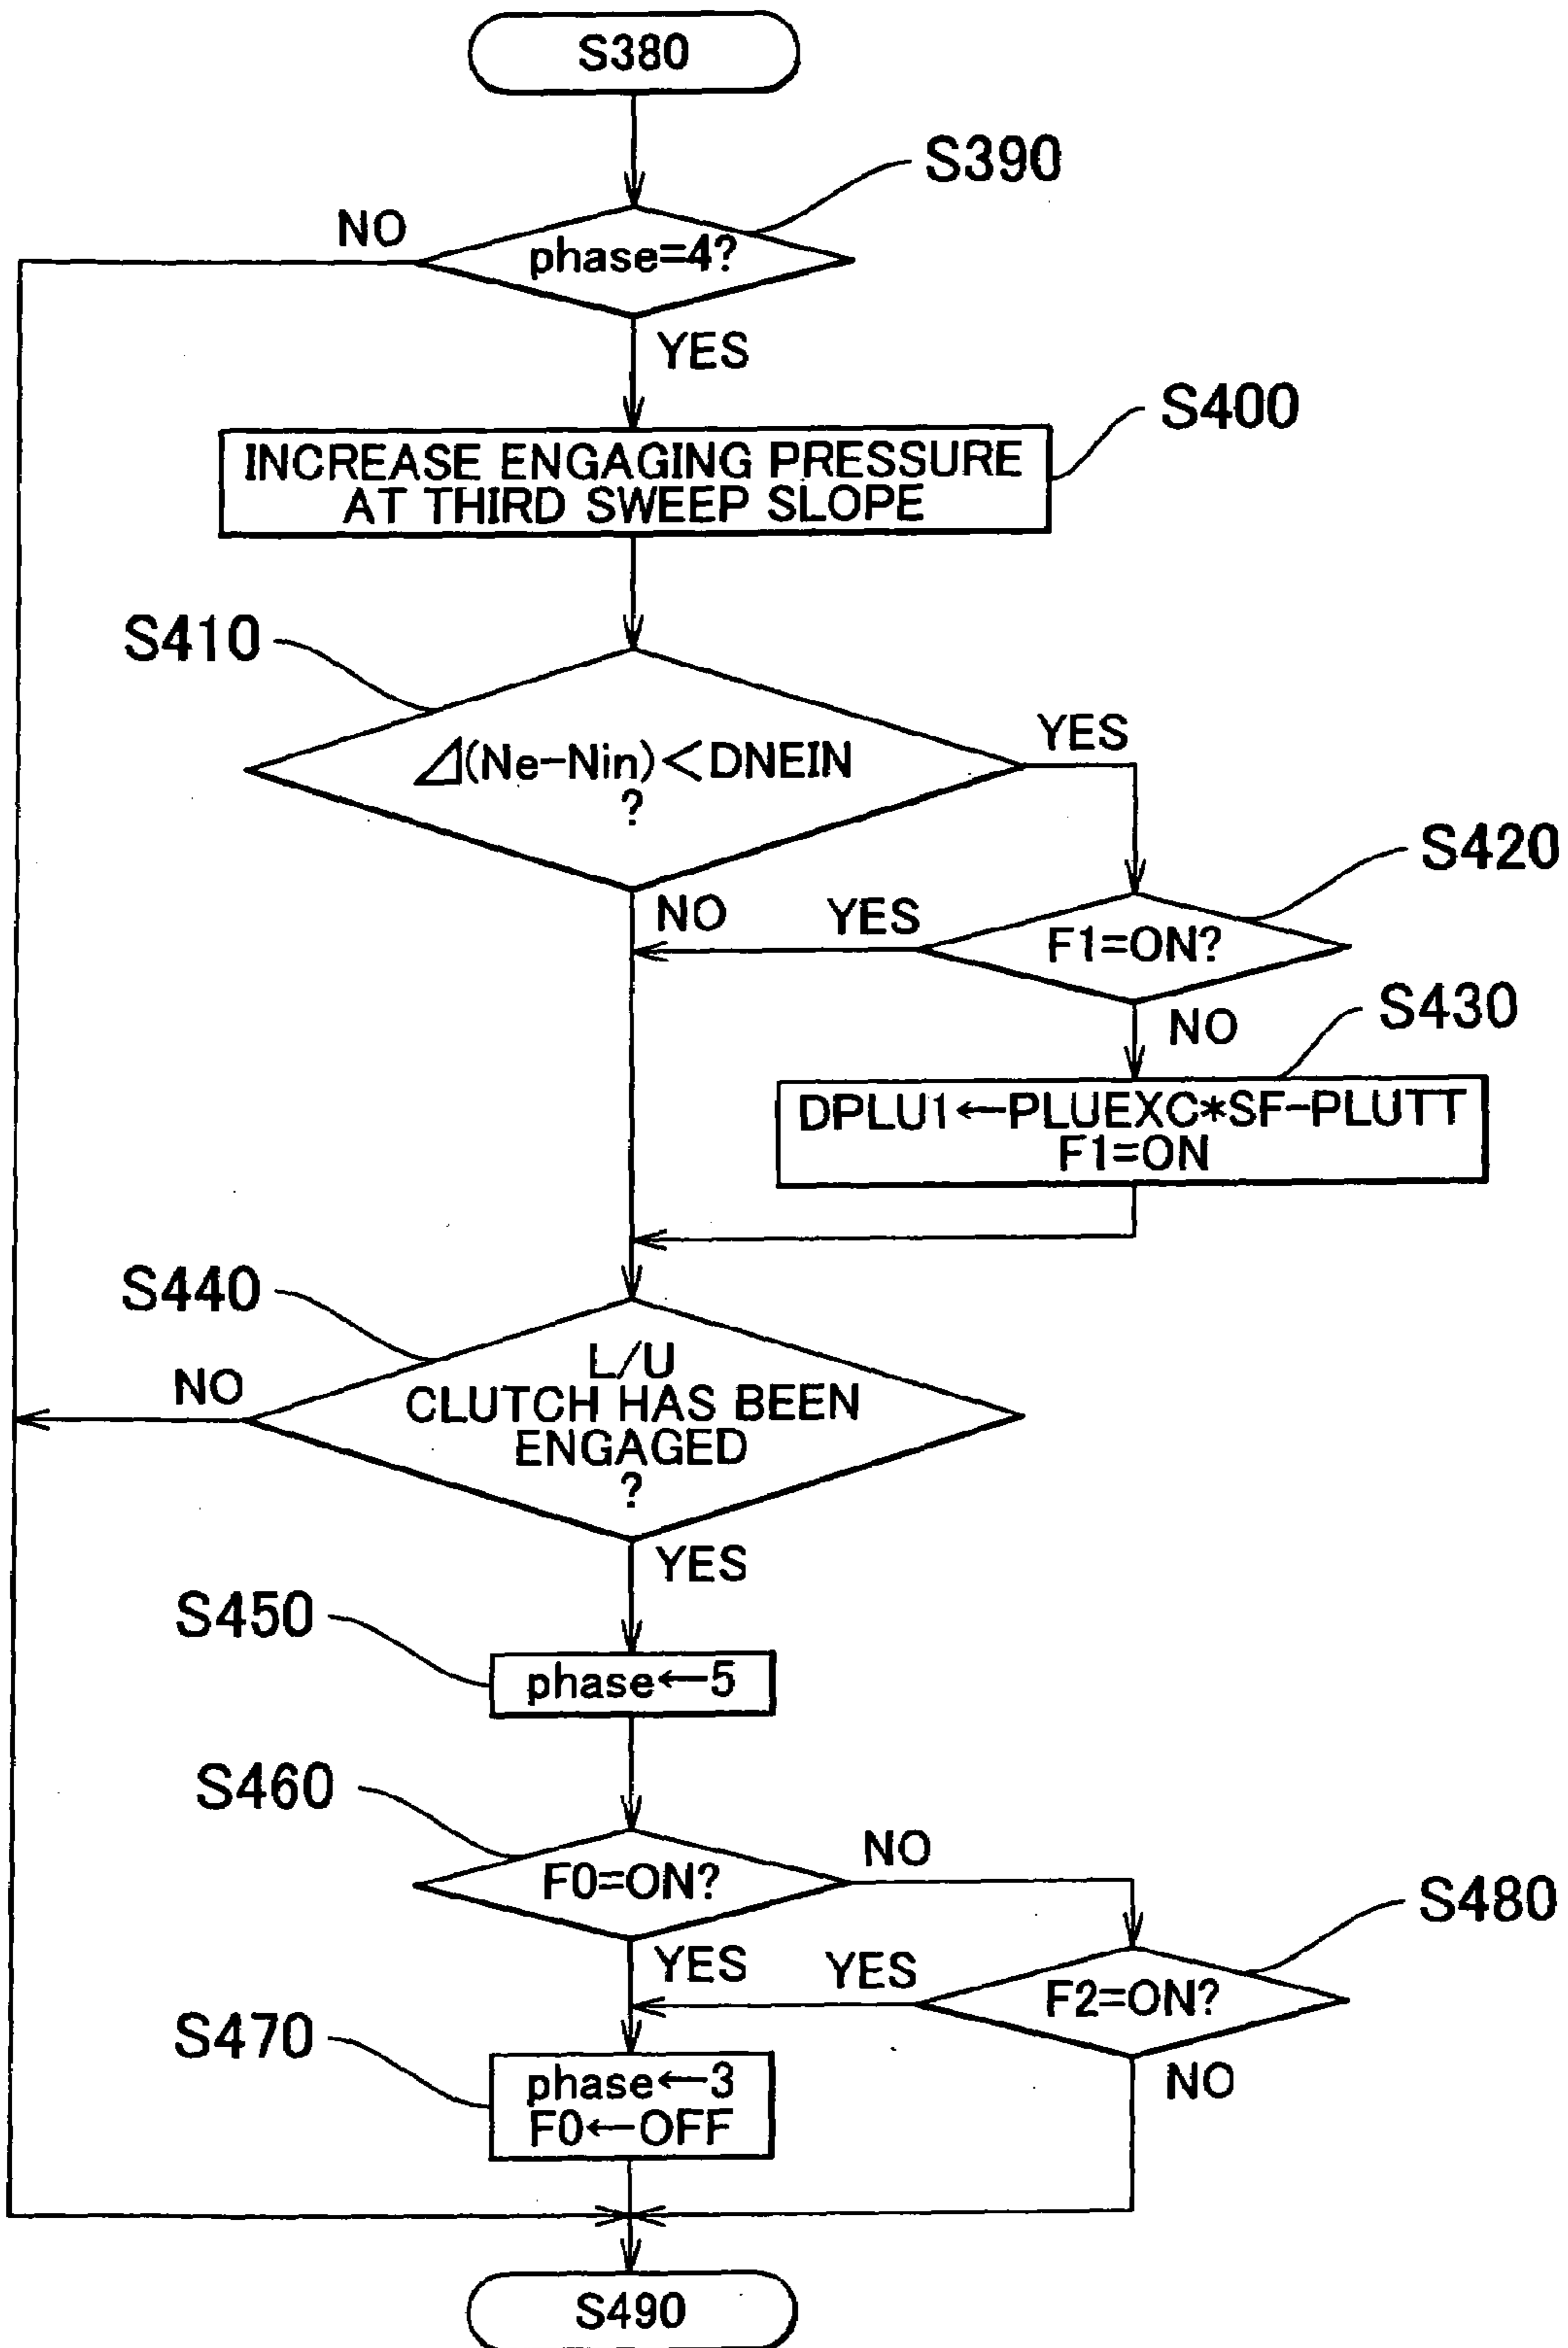 S380
S390
NO
phase=4?
YES
S400
INCREASE ENGAGING PRESSURE
AT THIRD SWEEP SLOPE
S410
YES
⊿(Ne-Nin)<DNEIN
?
S420
NO
YES
F1=ON?
S430
NO
DPLU1←PLUEXC*SF-PLUTT
F1=ON
S440
NO
L/U
CLUTCH HAS BEEN
ENGAGED
?
YES
S450
phase←5
S460
NO
F0=ON?
S480
YES
YES
F2=ON?
S470
NO
phase←3
F0←OFF
S490